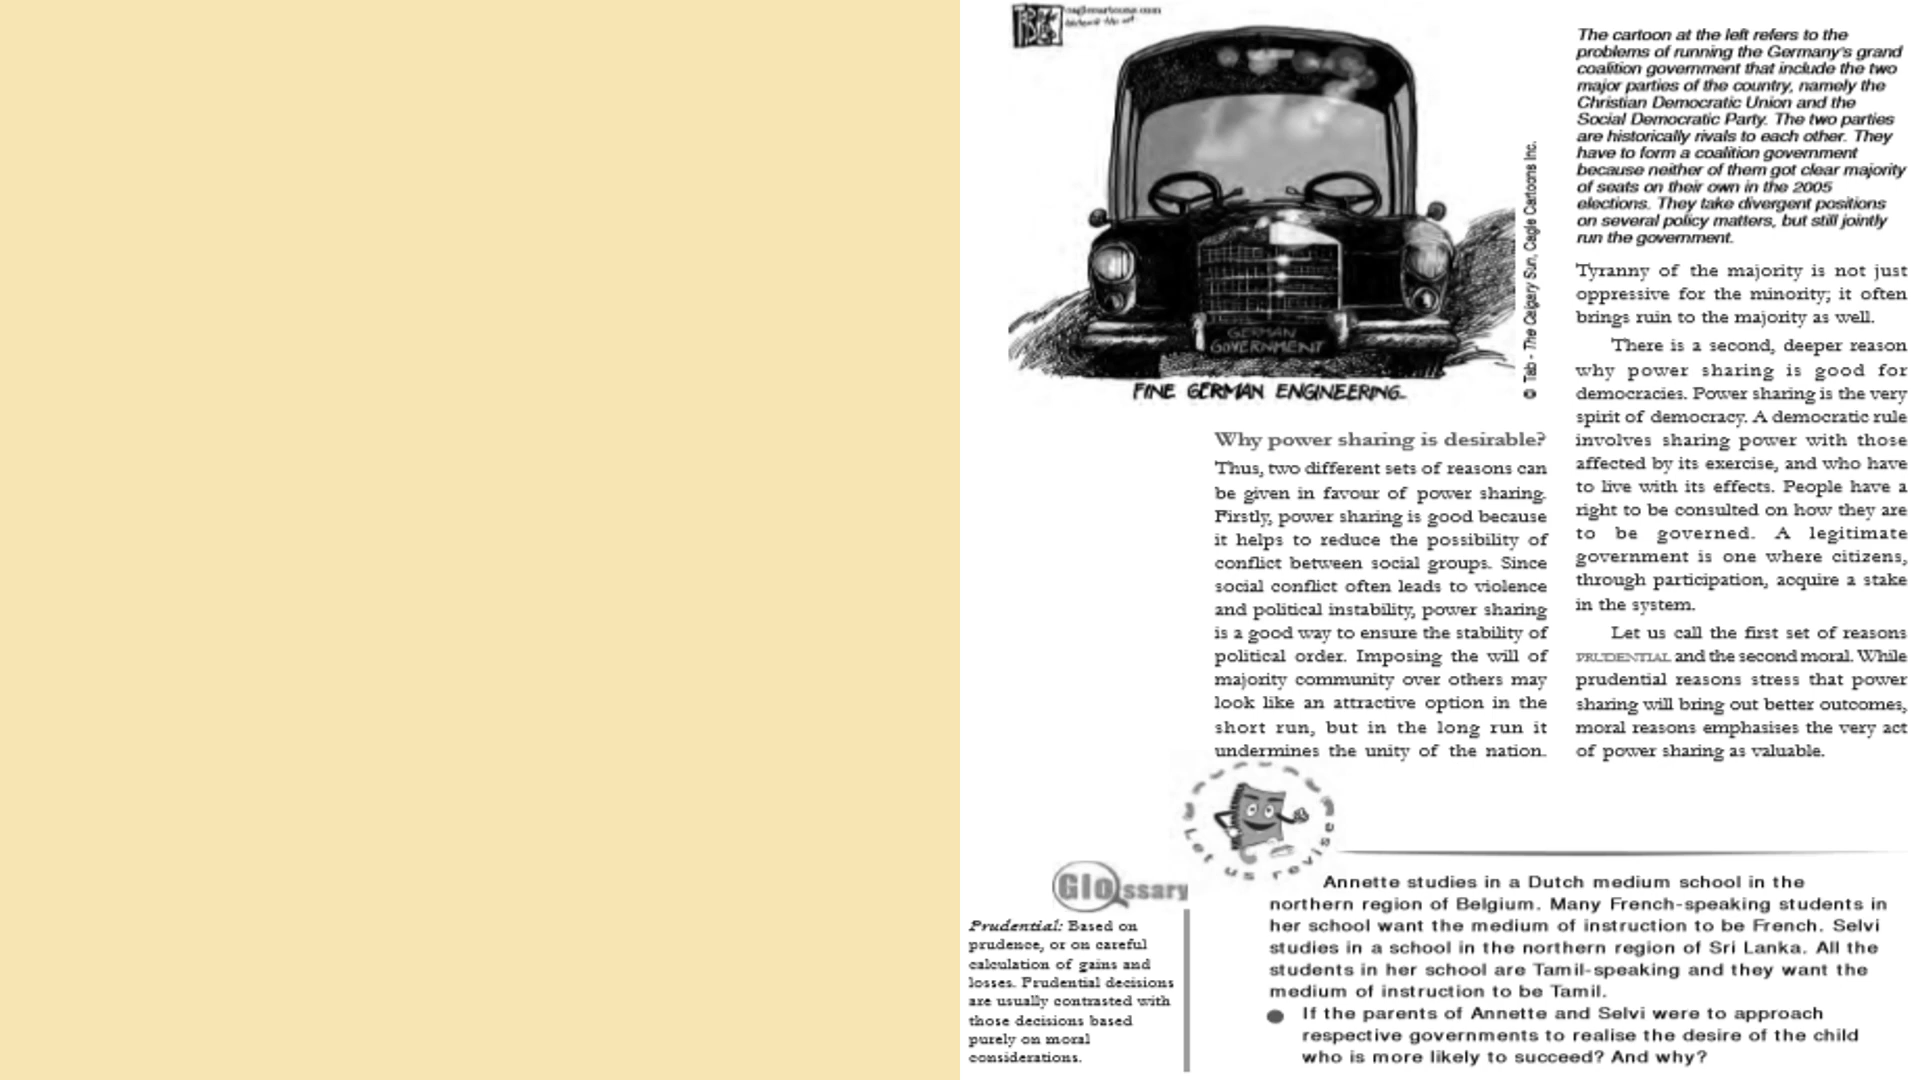 caglecartoons.com
GERMAN
GOVERNMENT
FINE GERMAN ENGINEERING..
© Tab - The Calgary Sun, Cagle Cartoons Inc.
The cartoon at the left refers to the
problems of running the Germany's grand
coalition government that include the two
major parties of the country, namely the
Christian Democratic Union and the
Social Democratic Party. The two parties
are historically rivals to each other. They
have to form a coalition government
because neither of them got clear majority
of seats on their own in the 2005
elections. They take divergent positions
on several policy matters, but still jointly
run the government.
Why power sharing is desirable?
Thus, two different sets of reasons can
be given in favour of power sharing.
Firstly, power sharing is good because
it helps to reduce the possibility of
conflict between social groups. Since
social conflict often leads to violence
and political instability, power sharing
is a good way to ensure the stability of
political order. Imposing the will of
majority community over others may
look like an attractive option in the
short run, but in the long run it
undermines the unity of the nation.
Tyranny of the majority is not just
oppressive for the minority; it often
brings ruin to the majority as well.
There is a second, deeper reason
why power sharing is good for
democracies. Power sharing is the very
spirit of democracy. A democratic rule
involves sharing power with those
affected by its exercise, and who have
to live with its effects. People have a
right to be consulted on how they are
to be governed. A legitimate
government is one where citizens,
through participation, acquire a stake
in the system.
Let us call the first set of reasons
PRUDENTIAL and the second moral. While
prudential reasons stress that power
sharing will bring out better outcomes,
moral reasons emphasises the very act
of power sharing as valuable.
Let us revise
Glossary
Prudential: Based on
prudence, or on careful
calculation of gains and
losses. Prudential decisions
are usually contrasted with
those decisions based
purely on moral
considerations.
Annette studies in a Dutch medium school in the
northern region of Belgium. Many French-speaking students in
her school want the medium of instruction to be French. Selvi
studies in a school in the northern region of Sri Lanka. All the
students in her school are Tamil-speaking and they want the
medium of instruction to be Tamil.
● If the parents of Annette and Selvi were to approach
respective governments to realise the desire of the child
who is more likely to succeed? And why?